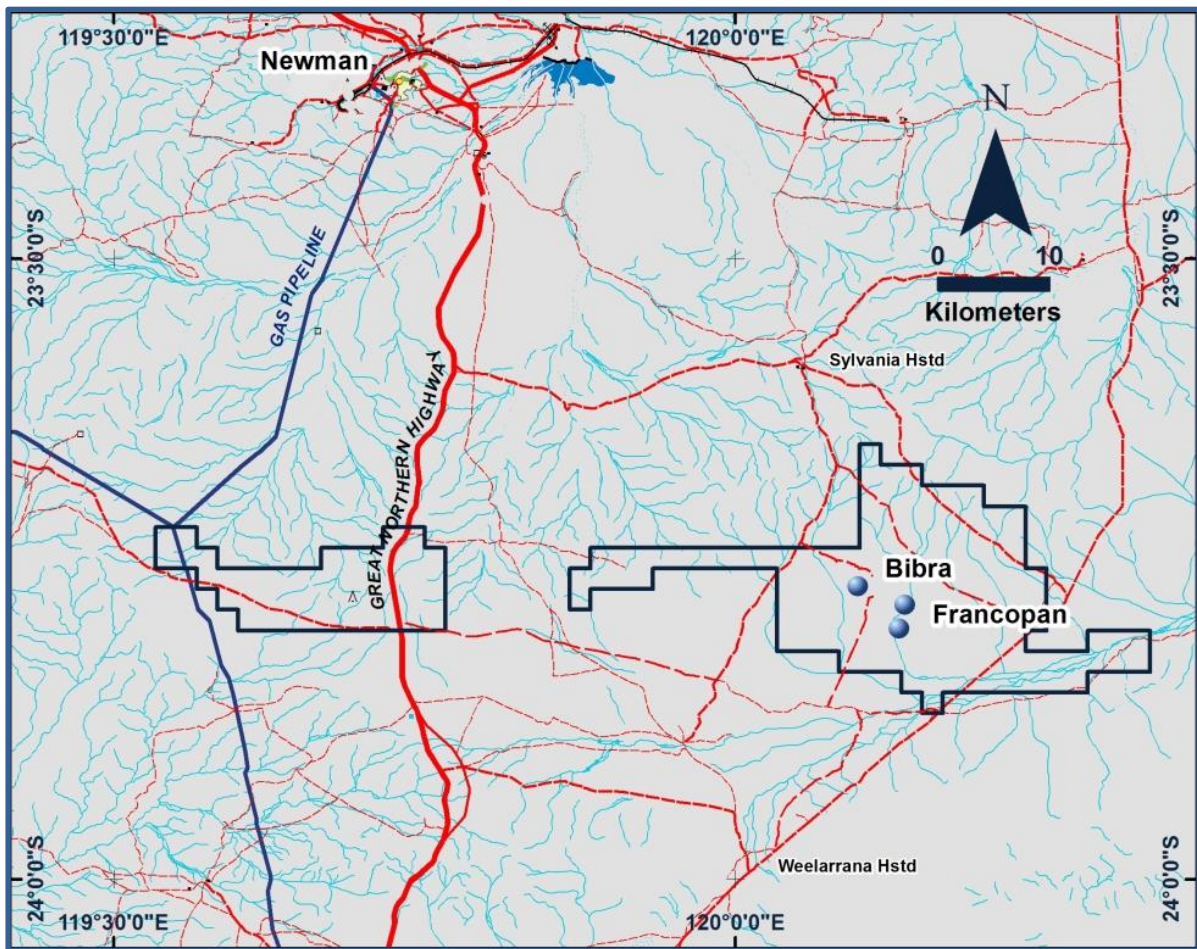 119°30'0"E
120°0'0"E
Newman
N
23°30'0"S
23°30'0"S
0 10
Kilometers
GAS PIPELINE
GREAT NORTHERN HIGHWAY
Sylvania Hstd
Bibra
Francopan
Weelarrana Hstd
24°0'0"S
24°0'0"S
119°30'0"E
120°0'0"E